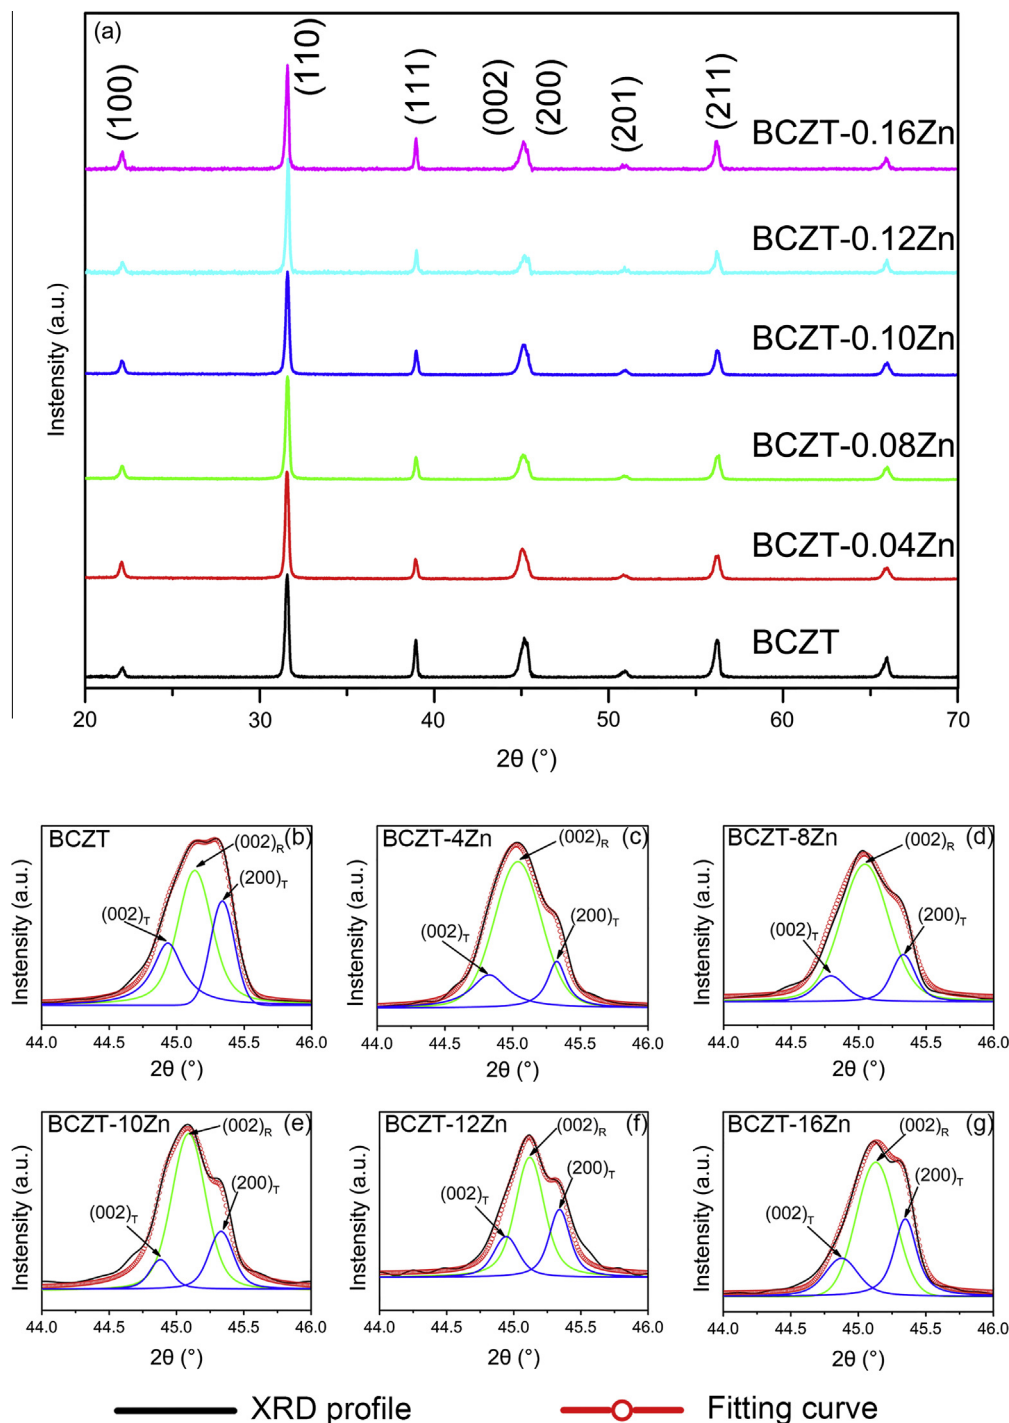 (a)
(100)
(110)
(111)
(002)
(200)
(201)
(211)
BCZT-0.16Zn
BCZT-0.12Zn
BCZT-0.10Zn
BCZT-0.08Zn
BCZT-0.04Zn
BCZT
Instensity (a.u.)
20 30 40 50 60 70
2θ (°)
BCZT (b)
(002)R
(200)T
(002)T
Instensity (a.u.)
44.0 44.5 45.0 45.5 46.0
2θ (°)
BCZT-4Zn (c)
(002)R
(002)T
(200)T
Instensity (a.u.)
44.0 44.5 45.0 45.5 46.0
2θ (°)
BCZT-8Zn (d)
(002)R
(002)T
(200)T
Instensity (a.u.)
44.0 44.5 45.0 45.5 46.0
2θ (°)
BCZT-10Zn (e)
(002)R
(200)T
(002)T
Instensity (a.u.)
44.0 44.5 45.0 45.5 46.0
2θ (°)
BCZT-12Zn (f)
(002)R
(200)T
(002)T
Instensity (a.u.)
44.0 44.5 45.0 45.5 46.0
2θ (°)
BCZT-16Zn (g)
(002)R
(200)T
(002)T
Instensity (a.u.)
44.0 44.5 45.0 45.5 46.0
2θ (°)
XRD profile
Fitting curve